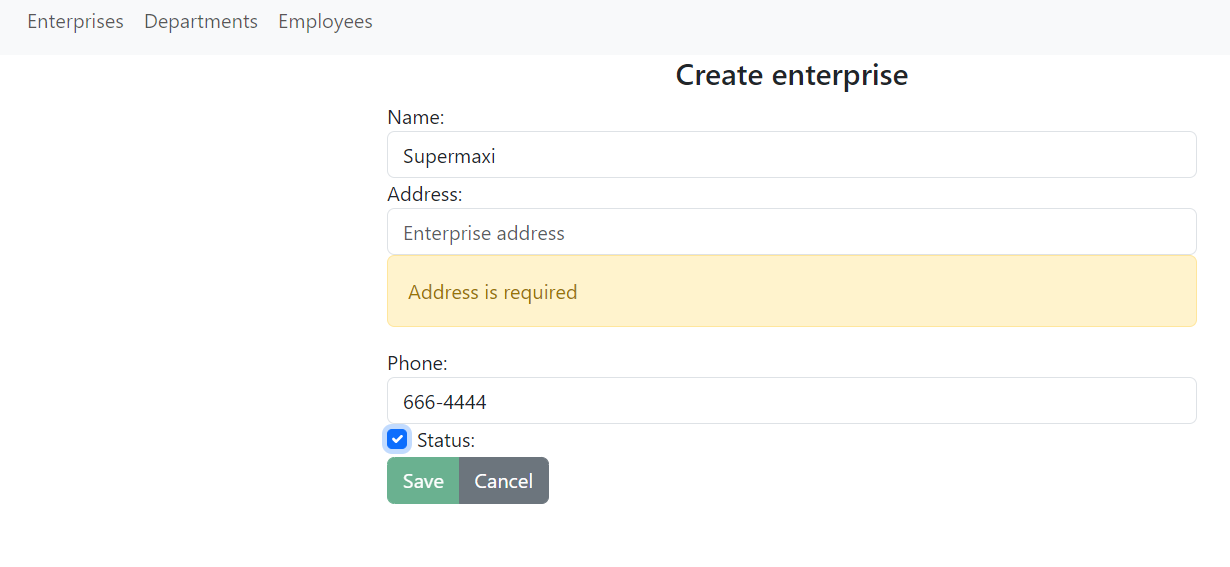 Enterprises Departments Employees
Create enterprise
Name:
Supermaxi
Address:
Enterprise address
Address is required
Phone:
666-4444
Status:
Save Cancel